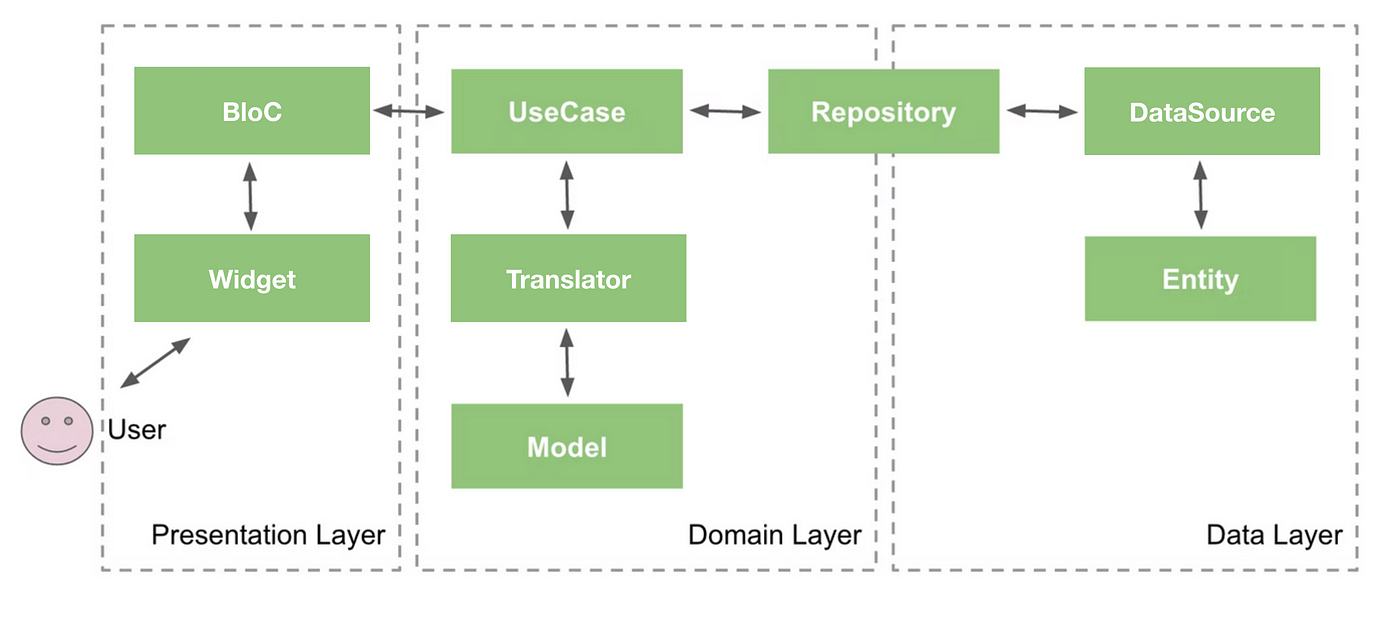 BloC
UseCase
Repository
DataSource
Widget
Translator
Entity
User
Model
Presentation Layer
Domain Layer
Data Layer